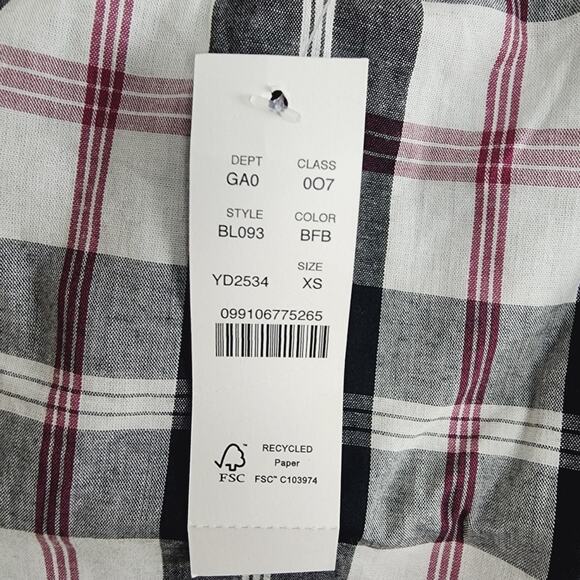 DEPT CLASS
GA0 0O7
STYLE COLOR
BL093 BFB
SIZE
YD2534 XS
099106775265
RECYCLED
Paper
FSC FSC™ C103974